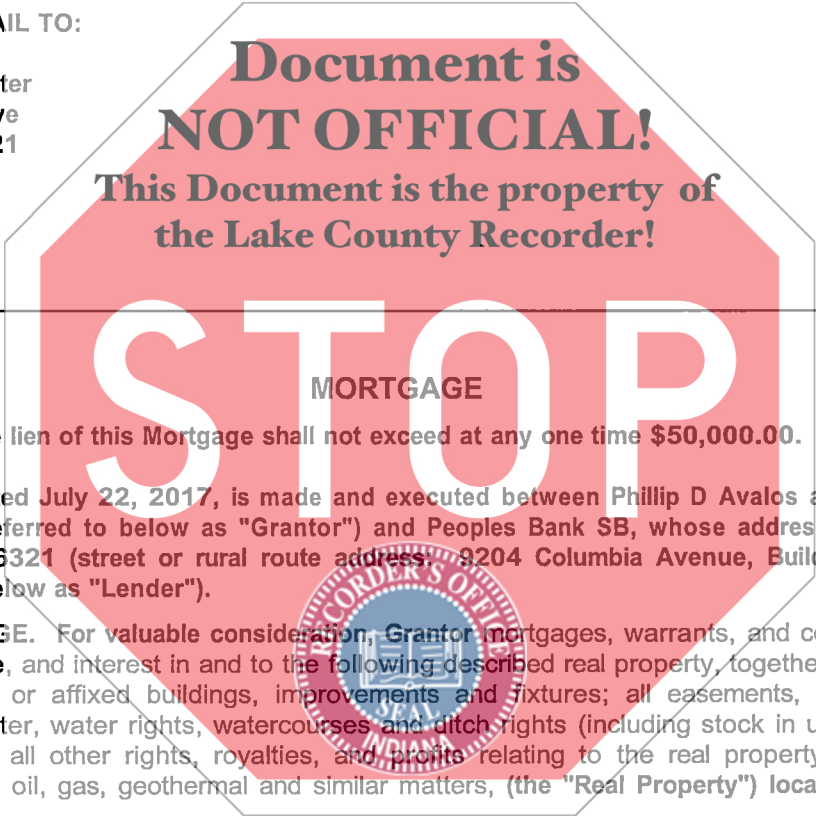 AIL TO:
Document is
ter
ve
NOT OFFICIAL!
21
This Document is the property of
the Lake County Recorder!
STOP
MORTGAGE
lien of this Mortgage shall not exceed at any one time $50,000.00.
ed July 22, 2017, is made and executed between Phillip D Avalos a
eferred to below as "Grantor") and Peoples Bank SB, whose addres
6321 (street or rural route address: 9204 Columbia Avenue, Buil
elow as "Lender").
GE. For valuable consideration, Grantor mortgages, warrants, and co
e, and interest in and to the following described real property, togethe
or affixed buildings, improvements and fixtures; all easements,
ter, water rights, watercourses and ditch rights (including stock in u
all other rights, royalties, and profits relating to the real property
oil, gas, geothermal and similar matters, (the "Real Property") loca
RECORDER'S OFFICE
SEAL
INDIANA